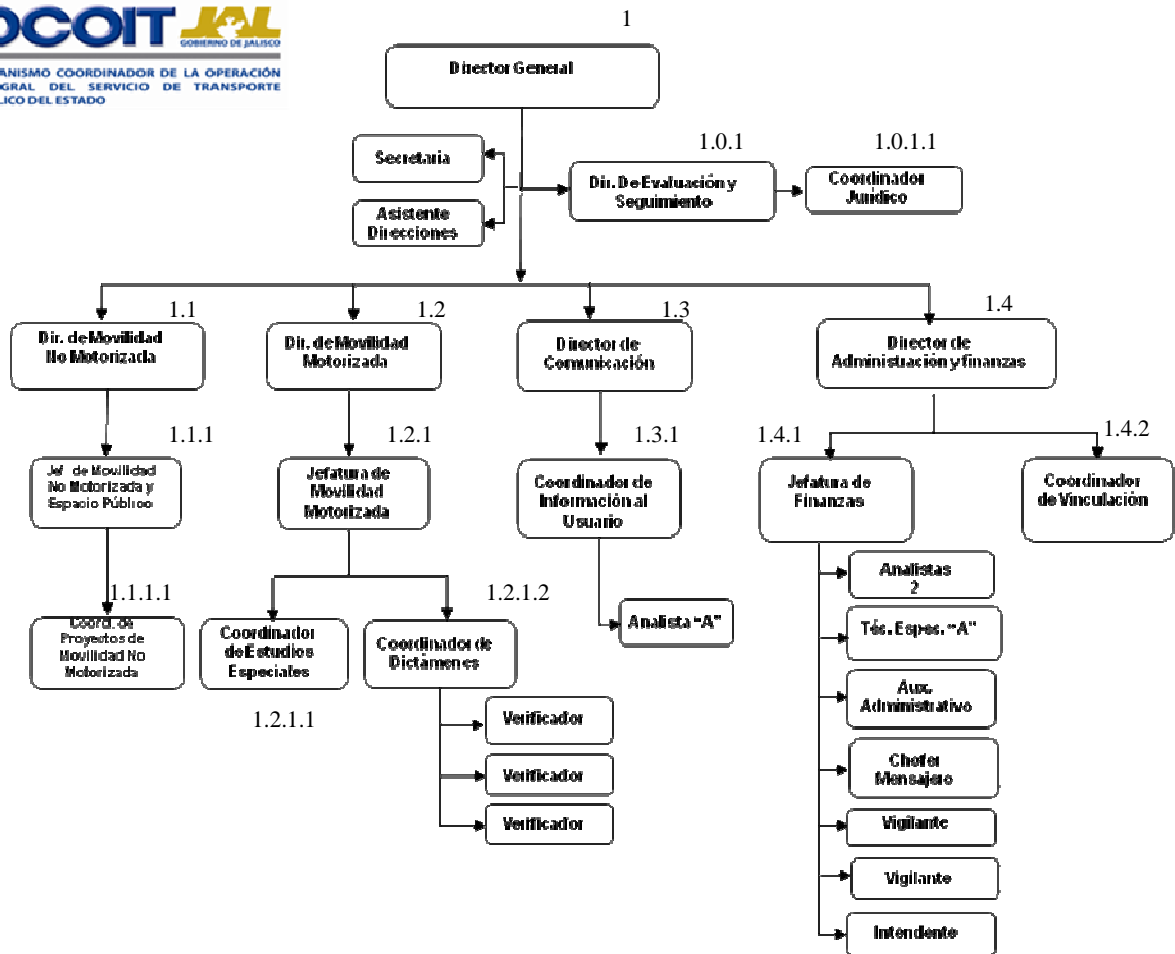 OCOIT JAL
GOBIERNO DE JALISCO
ANISMO COORDINADOR DE LA OPERACIÓN
GRAL DEL SERVICIO DE TRANSPORTE
LICO DEL ESTADO
1
Director General
Secretaria
Asistente
Direcciones
1.0.1
Dir. De Evaluación y
Seguimiento
1.0.1.1
Coordinador
Jurídico
1.1
Dir. de Movilidad
No Motorizada
1.2
Dir. de Movilidad
Motorizada
1.3
Director de
Comunicación
1.4
Director de
Administración y finanzas
1.1.1
Jef. de Movilidad
No Motorizada y
Espacio Público
1.2.1
Jefatura de
Movilidad
Motorizada
1.3.1
Coordinador de
Información al
Usuario
1.4.1
Jefatura de
Finanzas
1.4.2
Coordinador
de Vinculación
1.1.1.1
Coord. de
Proyectos de
Movilidad No
Motorizada
Coordinador
de Estudios
Especiales
1.2.1.1
1.2.1.2
Coordinador de
Dictámenes
Verificador
Verificador
Verificador
Analista "A"
Analistas
2
Téc. Espec. "A"
Aux.
Administrativo
Chofer
Mensajero
Vigilante
Vigilante
Intendente